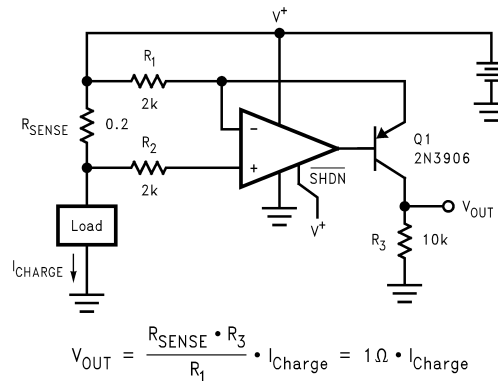 V+
R1
2k
RSENSE 0.2
R2
2k
−
+
SHDN
V+
Q1
2N3906
VOUT
R3 10k
Load
ICHARGE
VOUT = RSENSE • R3 / R1 • ICharge = 1Ω • ICharge